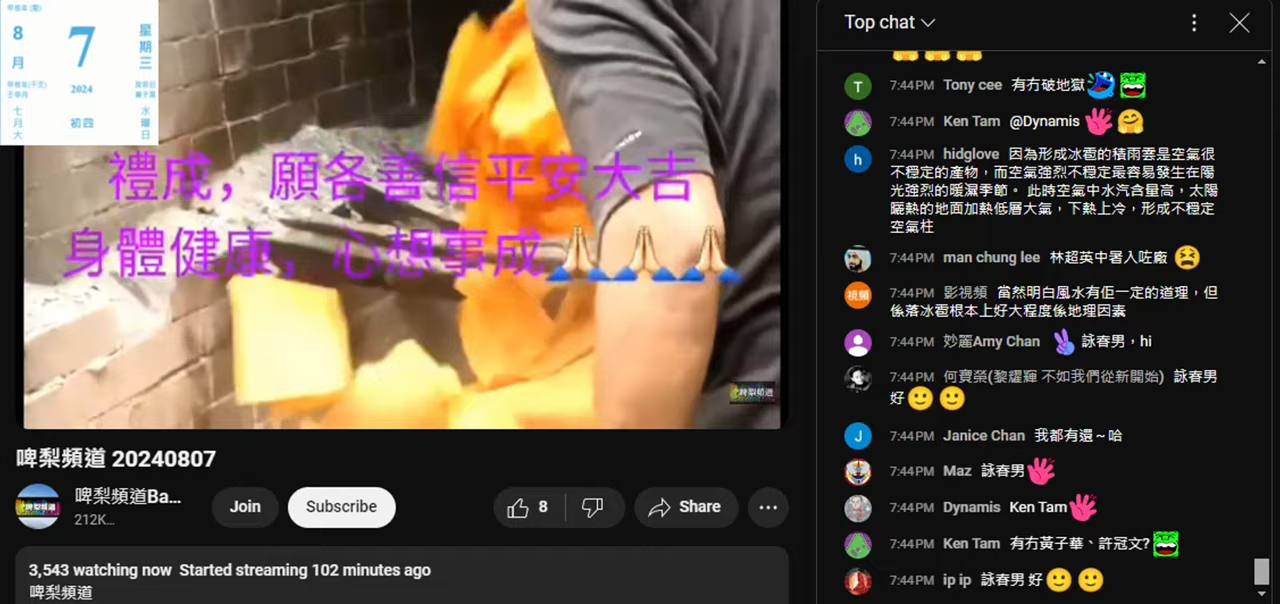 甲辰年(龍)
8
月
7
2024
初四
星期三
水曜日
七月大
禮成，願各善信平安大吉
身體健康，心想事成
啤梨頻道
啤梨頻道 20240807
啤梨頻道Ba...
212K...
Join
Subscribe
8
Share
3,543 watching now Started streaming 102 minutes ago
啤梨頻道
Top chat
7:44PM Tony cee 有冇破地獄
7:44PM Ken Tam @Dynamis
7:44PM hidglove 因為形成冰雹的積雨雲是空氣很
不穩定的產物，而空氣強烈不穩定最容易發生在陽
光強烈的暖濕季節。 此時空氣中水汽含量高，太陽
曬熱的地面加熱低層大氣，下熱上冷，形成不穩定
空氣柱
7:44PM man chung lee 林超英中署入咗廠
7:44PM 影視頻 當然明白風水有佢一定的道理，但
係落冰雹根本上好大程度係地理因素
視頻
7:44PM 妙麗Amy Chan 詠春男，hi
7:44PM 何寶榮(黎耀輝 不如我們從新開始) 詠春男
好
7:44PM Janice Chan 我都有還～哈
7:44PM Maz 詠春男
7:44PM Dynamis Ken Tam
7:44PM Ken Tam 有冇黃子華、許冠文?
7:44PM ip ip 詠春男 好
T
h
J